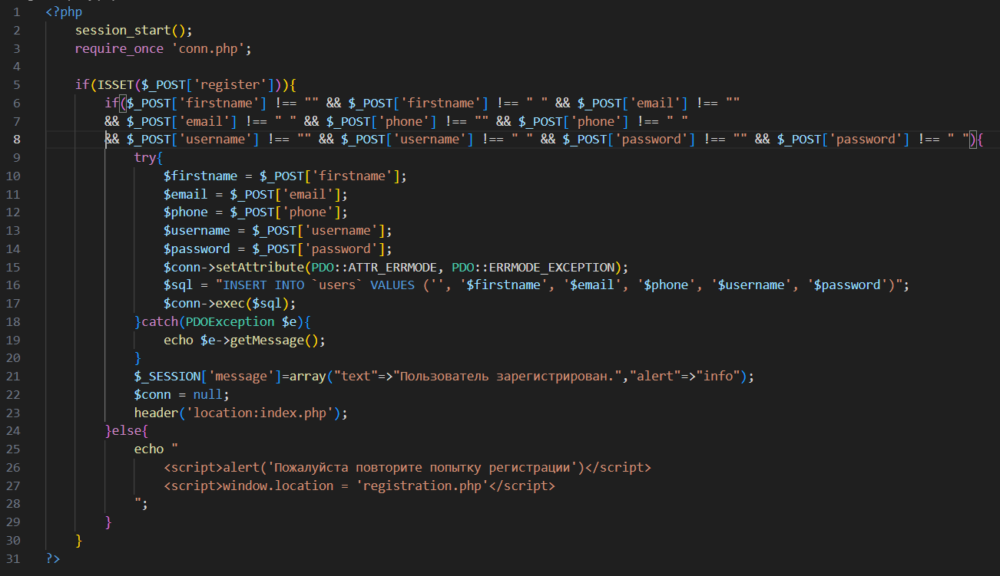 1 <?php
2 session_start();
3 require_once 'conn.php';
4
5 if(ISSET($_POST['register'])){
6 if($_POST['firstname'] !== "" && $_POST['firstname'] !== " " && $_POST['email'] !== ""
7 && $_POST['email'] !== " " && $_POST['phone'] !== "" && $_POST['phone'] !== " "
8 && $_POST['username'] !== "" && $_POST['username'] !== " " && $_POST['password'] !== "" && $_POST['password'] !== " "){
9 try{
10 $firstname = $_POST['firstname'];
11 $email = $_POST['email'];
12 $phone = $_POST['phone'];
13 $username = $_POST['username'];
14 $password = $_POST['password'];
15 $conn->setAttribute(PDO::ATTR_ERRMODE, PDO::ERRMODE_EXCEPTION);
16 $sql = "INSERT INTO `users` VALUES ('', '$firstname', '$email', '$phone', '$username', '$password')";
17 $conn->exec($sql);
18 }catch(PDOException $e){
19 echo $e->getMessage();
20 }
21 $_SESSION['message']=array("text"=>"Пользователь зарегистрирован.","alert"=>"info");
22 $conn = null;
23 header('location:index.php');
24 }else{
25 echo "
26 <script>alert('Пожалуйста повторите попытку регистрации')</script>
27 <script>window.location = 'registration.php'</script>
28 ";
29 }
30 }
31 ?>